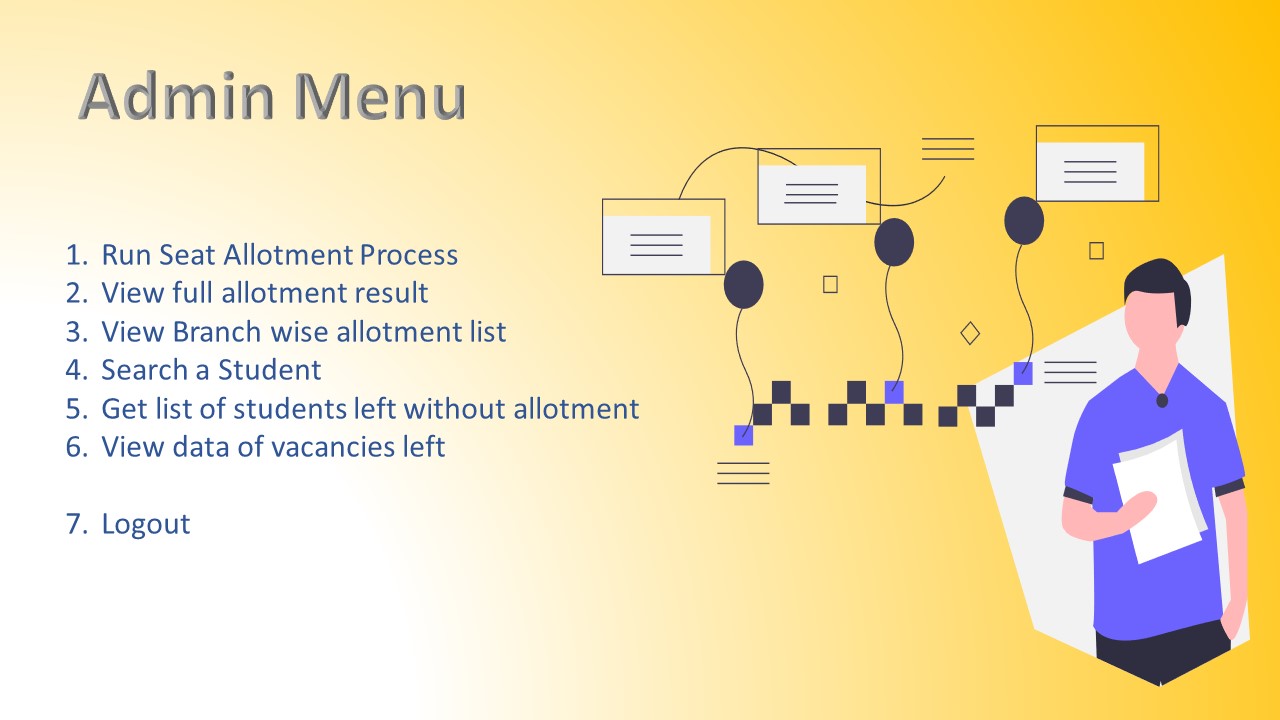 Admin Menu
1. Run Seat Allotment Process
2. View full allotment result
3. View Branch wise allotment list
4. Search a Student
5. Get list of students left without allotment
6. View data of vacancies left
7. Logout